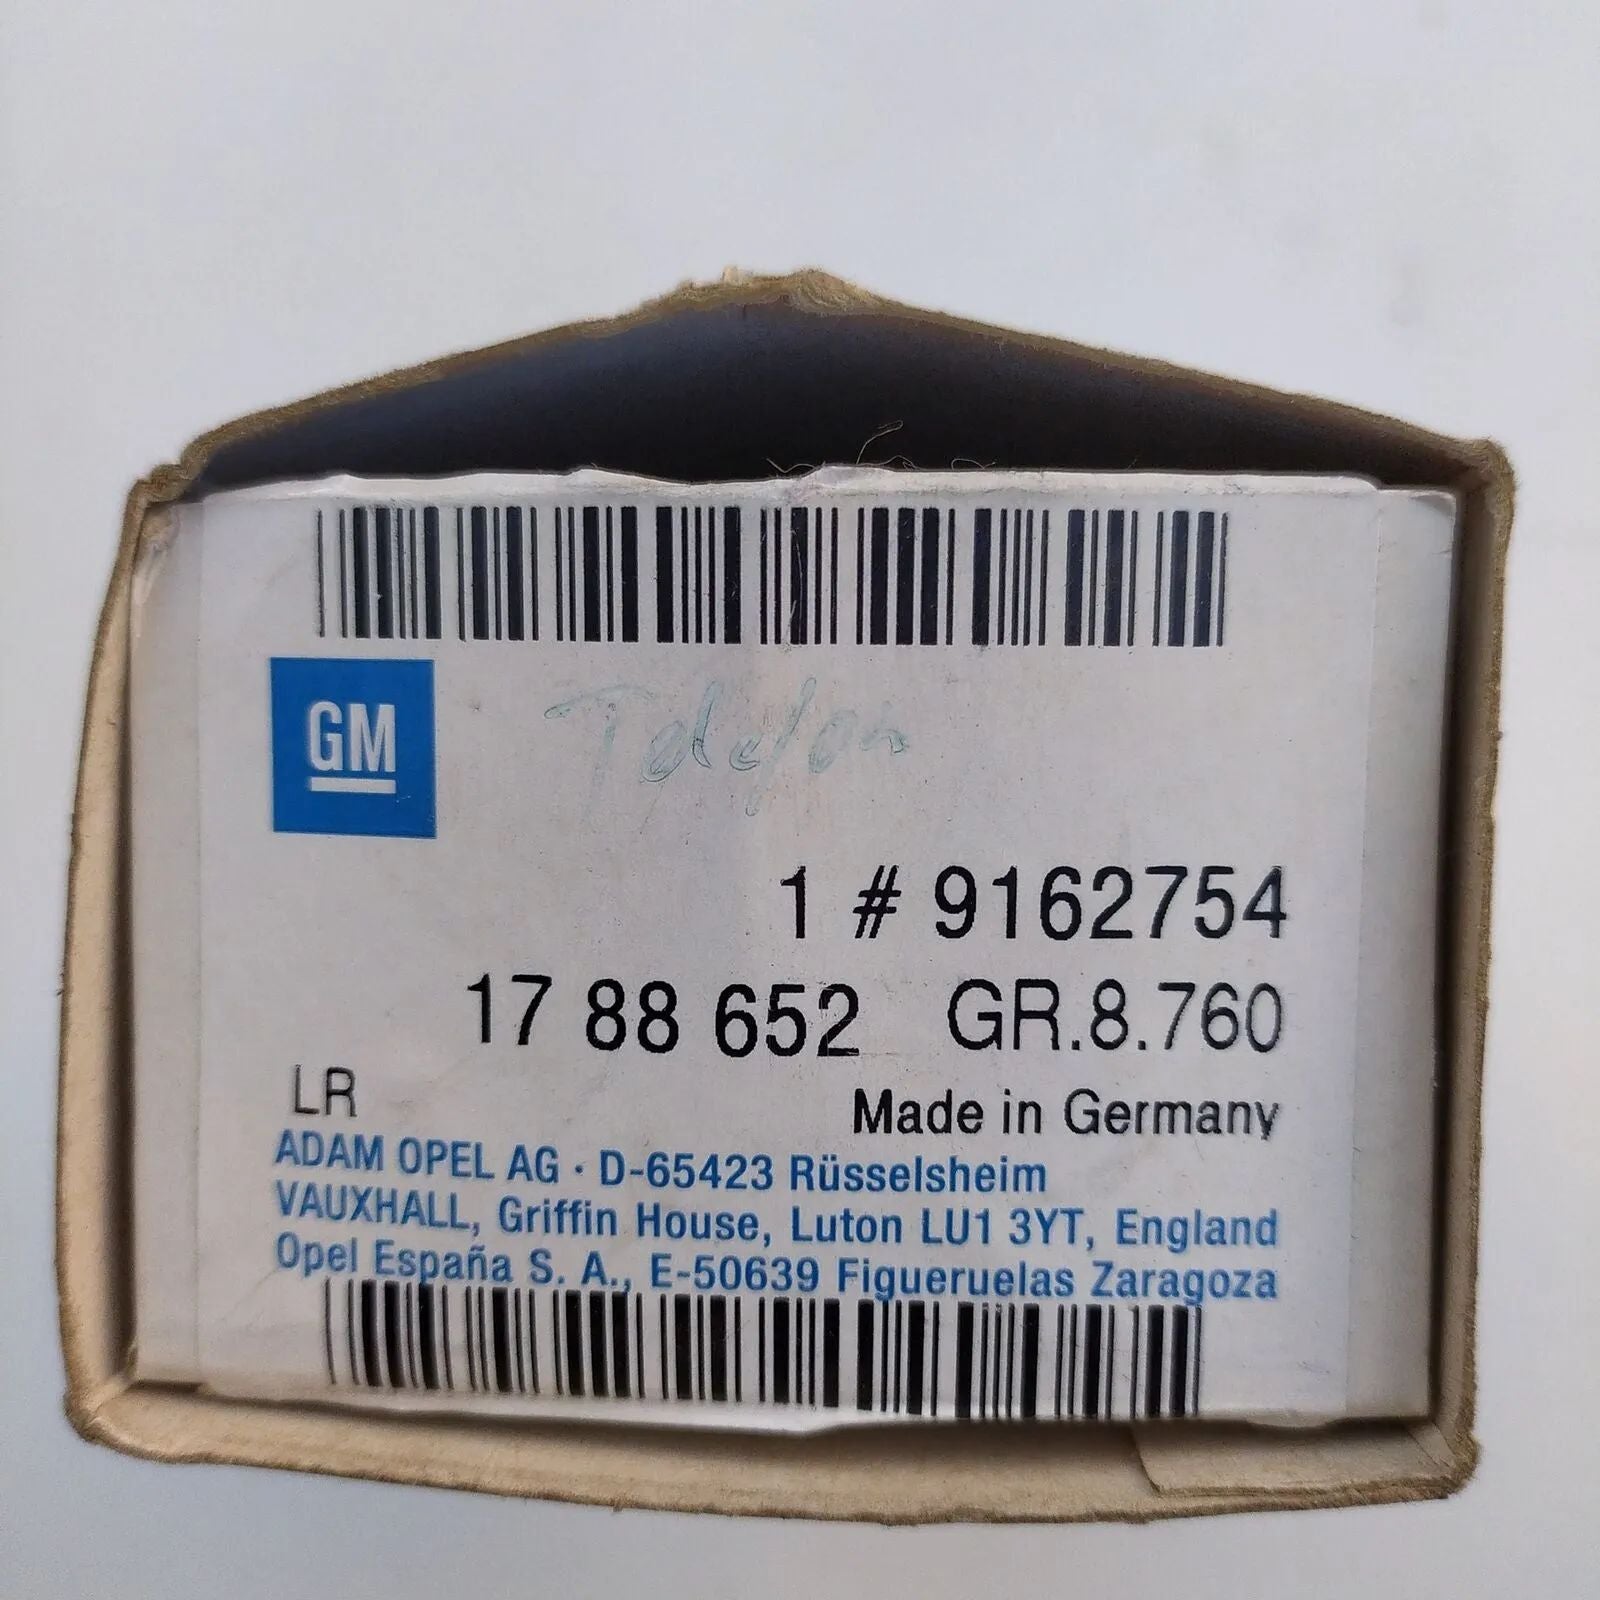 GM
Telefon
1 # 9162754
17 88 652 GR.8.760
LR
Made in Germany
ADAM OPEL AG · D-65423 Rüsselsheim
VAUXHALL, Griffin House, Luton LU1 3YT, England
Opel España S. A., E-50639 Figueruelas Zaragoza